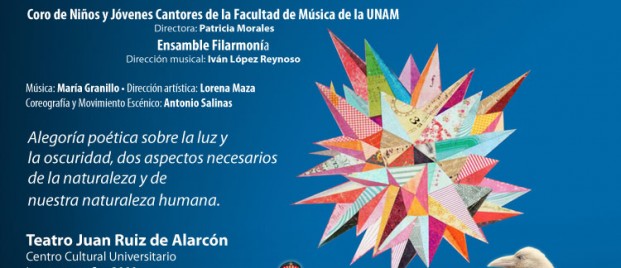 Coro de Niños y Jóvenes Cantores de la Facultad de Música de la UNAM
Directora: Patricia Morales
Ensamble Filarmonía
Dirección musical: Iván López Reynoso
Música: María Granillo • Dirección artística: Lorena Maza
Coreografía y Movimiento Escénico: Antonio Salinas
Alegoría poética sobre la luz y
la oscuridad, dos aspectos necesarios
de la naturaleza y de
nuestra naturaleza humana.
Teatro Juan Ruiz de Alarcón
Centro Cultural Universitario